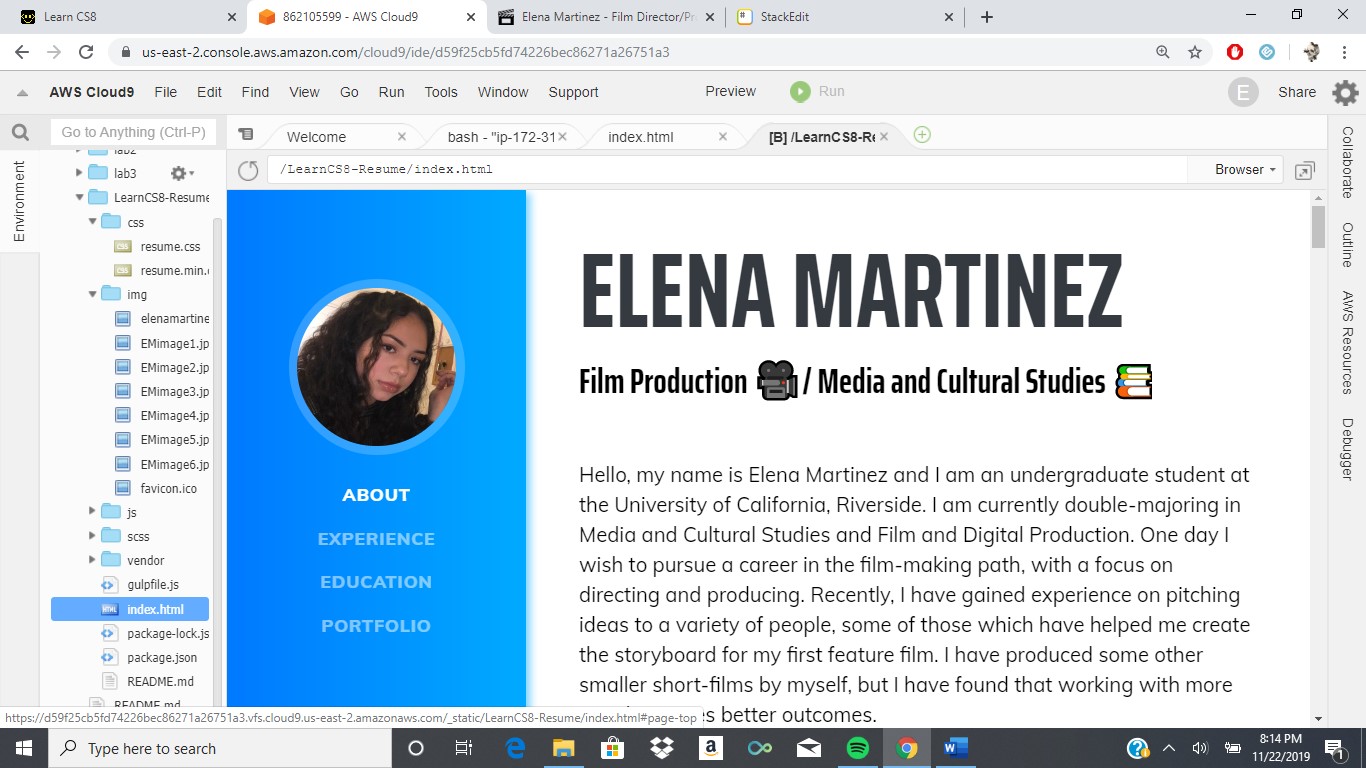 Learn CS8
862105599 - AWS Cloud9
Elena Martinez - Film Director/Pr
StackEdit
us-east-2.console.aws.amazon.com/cloud9/ide/d59f25cb5fd74226bec86271a26751a3
AWS Cloud9 File Edit Find View Go Run Tools Window Support Preview Run E Share
Go to Anything (Ctrl-P)
Welcome
bash - "ip-172-31
index.html
[B] /LearnCS8-Re
/LearnCS8-Resume/index.html
Browser
Environment
lab2
lab3
LearnCS8-Resume
css
resume.css
resume.min.c
img
elenamartine
EMimage1.jp
EMimage2.jp
EMimage3.jp
EMimage4.jp
EMimage5.jp
EMimage6.jp
favicon.ico
js
scss
vendor
gulpfile.js
index.html
package-lock.js
package.json
README.md
README.md
ABOUT
EXPERIENCE
EDUCATION
PORTFOLIO
ELENA MARTINEZ
Film Production 🎥 / Media and Cultural Studies 📚
Hello, my name is Elena Martinez and I am an undergraduate student at
the University of California, Riverside. I am currently double-majoring in
Media and Cultural Studies and Film and Digital Production. One day I
wish to pursue a career in the film-making path, with a focus on
directing and producing. Recently, I have gained experience on pitching
ideas to a variety of people, some of those which have helped me create
the storyboard for my first feature film. I have produced some other
smaller short-films by myself, but I have found that working with more
better outcomes.
Collaborate
Outline
AWS Resources
Debugger
https://d59f25cb5fd74226bec86271a26751a3.vfs.cloud9.us-east-2.amazonaws.com/_static/LearnCS8-Resume/index.html#page-top
Type here to search
8:14 PM
11/22/2019
1